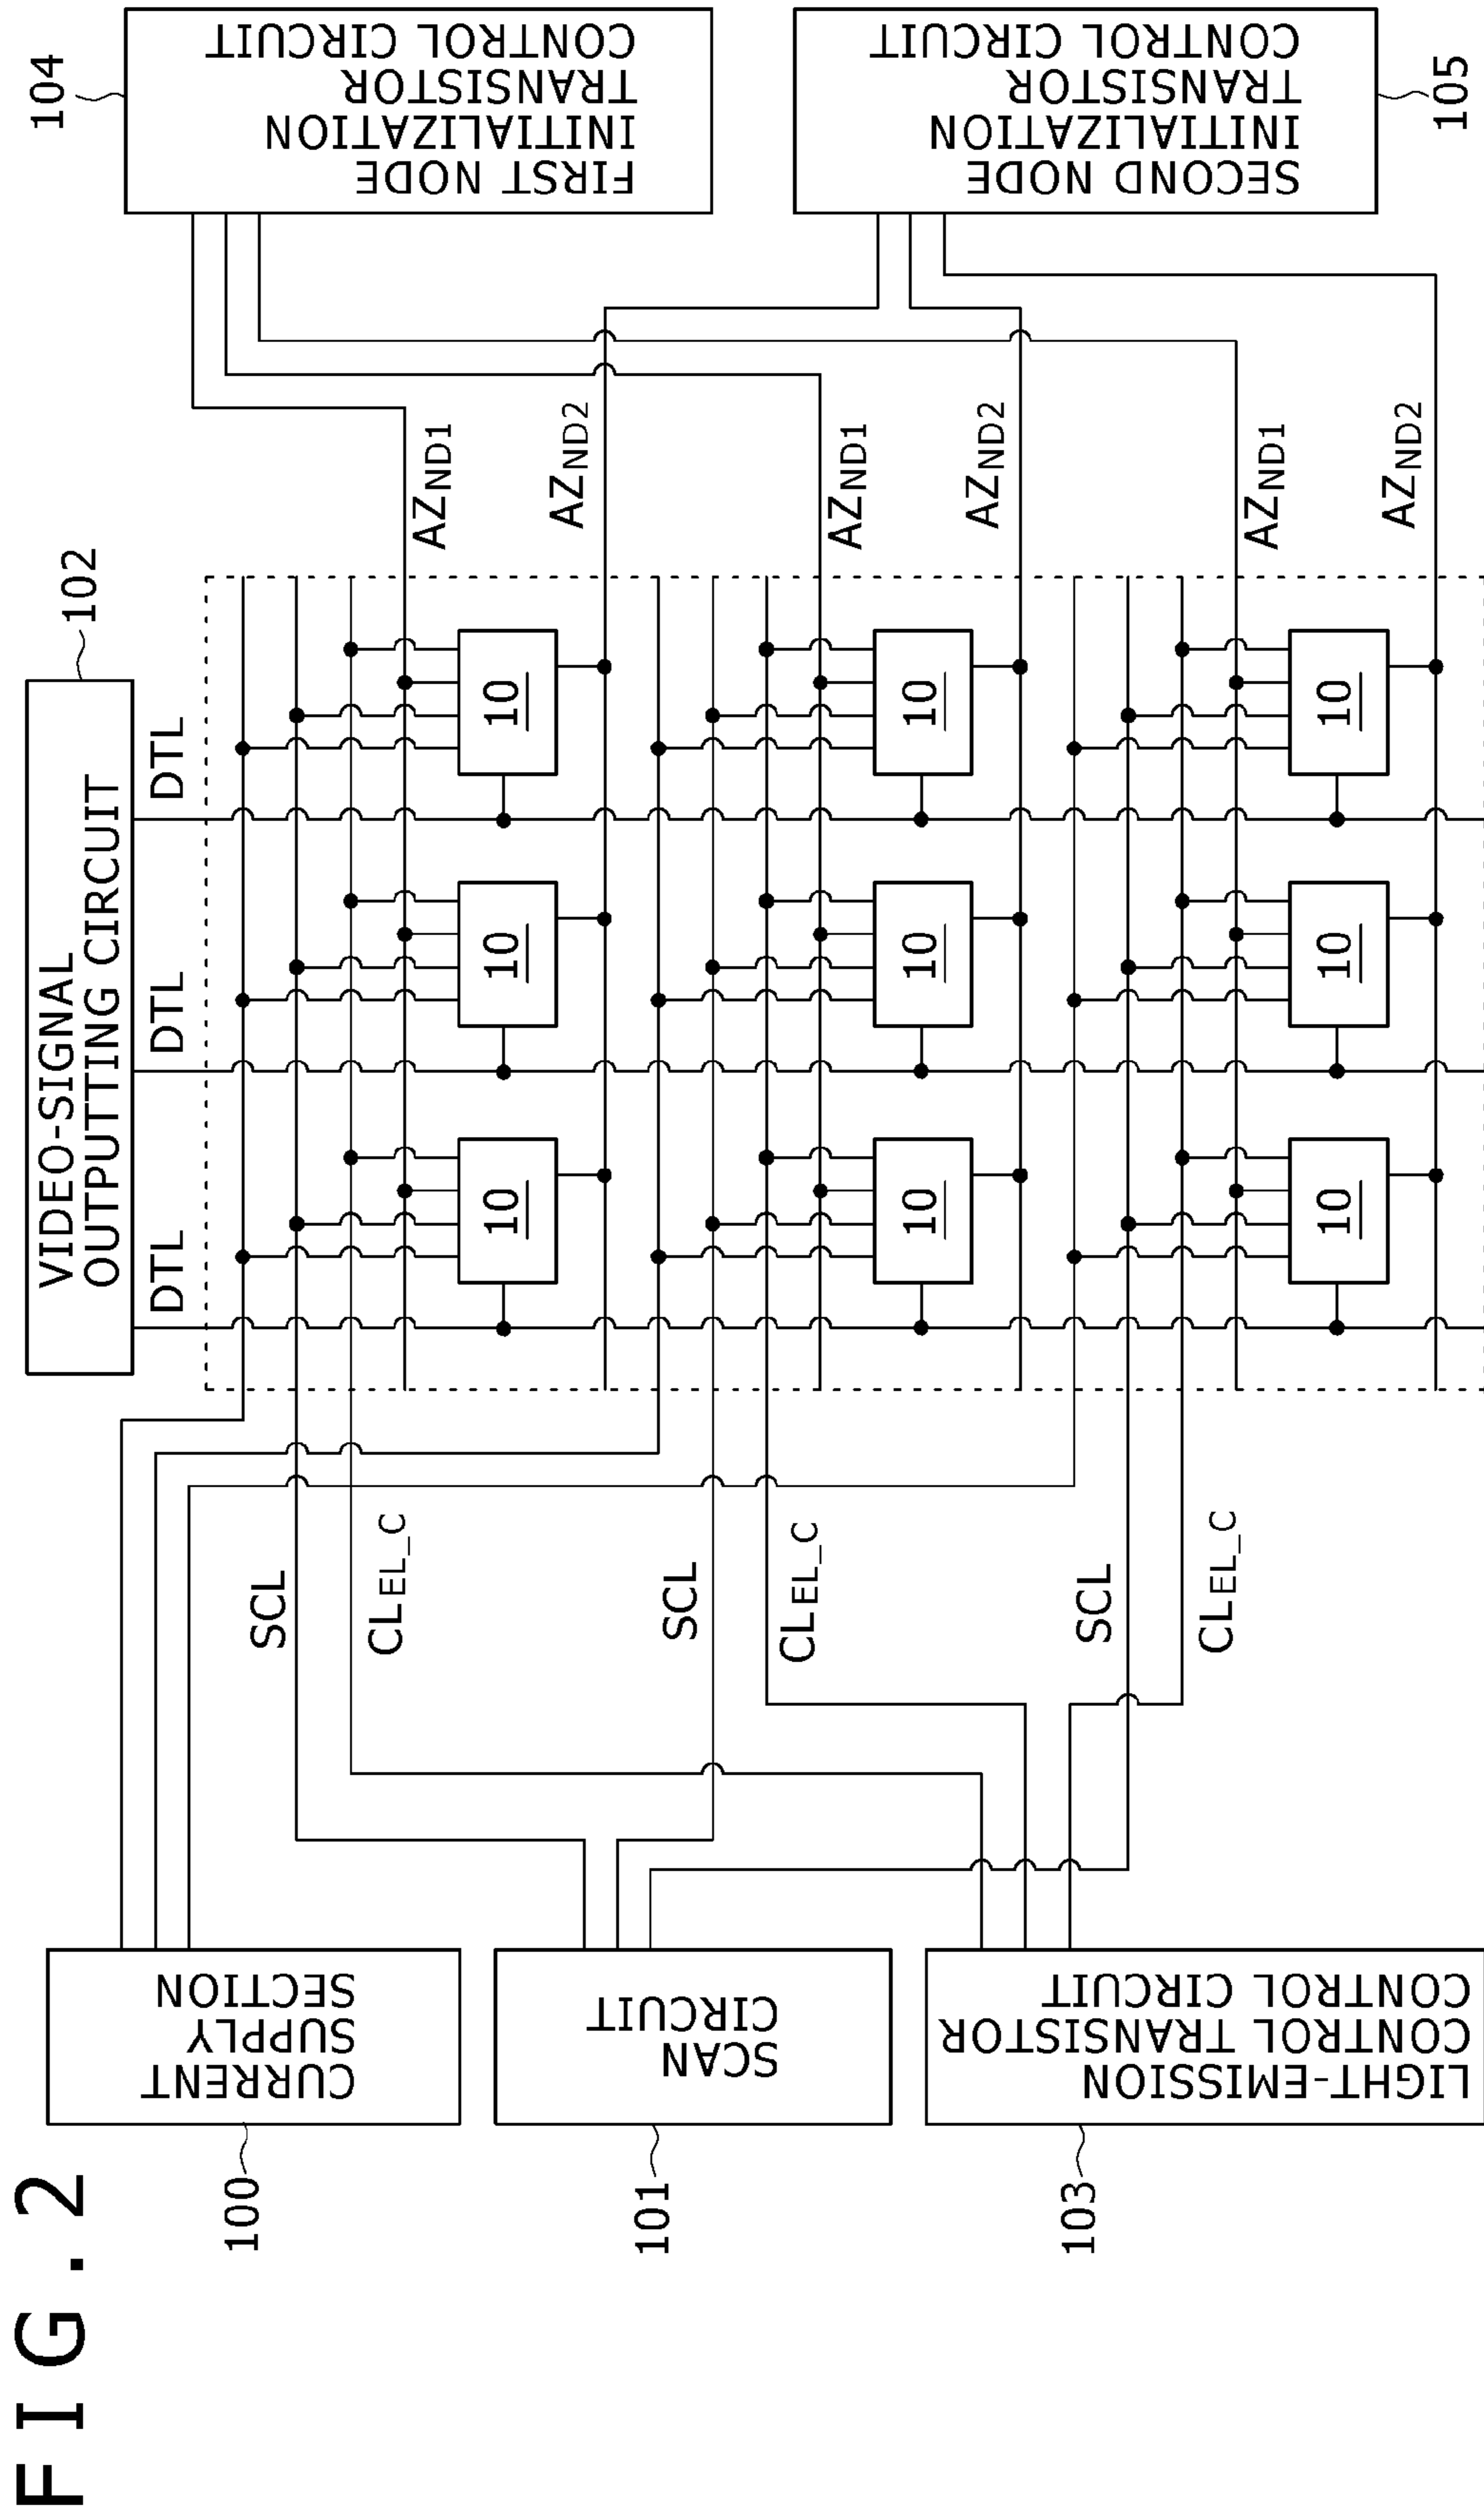 FIG.2
102
VIDEO-SIGNAL
OUTPUTTING CIRCUIT
DTL
DTL
DTL
100
CURRENT
SUPPLY
SECTION
101
SCAN
CIRCUIT
103
LIGHT-EMISSION
CONTROL TRANSISTOR
CONTROL CIRCUIT
SCL
CLEL_C
SCL
CLEL_C
SCL
CLEL_C
10
10
10
10
10
10
10
10
10
AZND1
AZND2
AZND1
AZND2
AZND1
AZND2
104
FIRST NODE
INITIALIZATION
TRANSISTOR
CONTROL CIRCUIT
105
SECOND NODE
INITIALIZATION
TRANSISTOR
CONTROL CIRCUIT